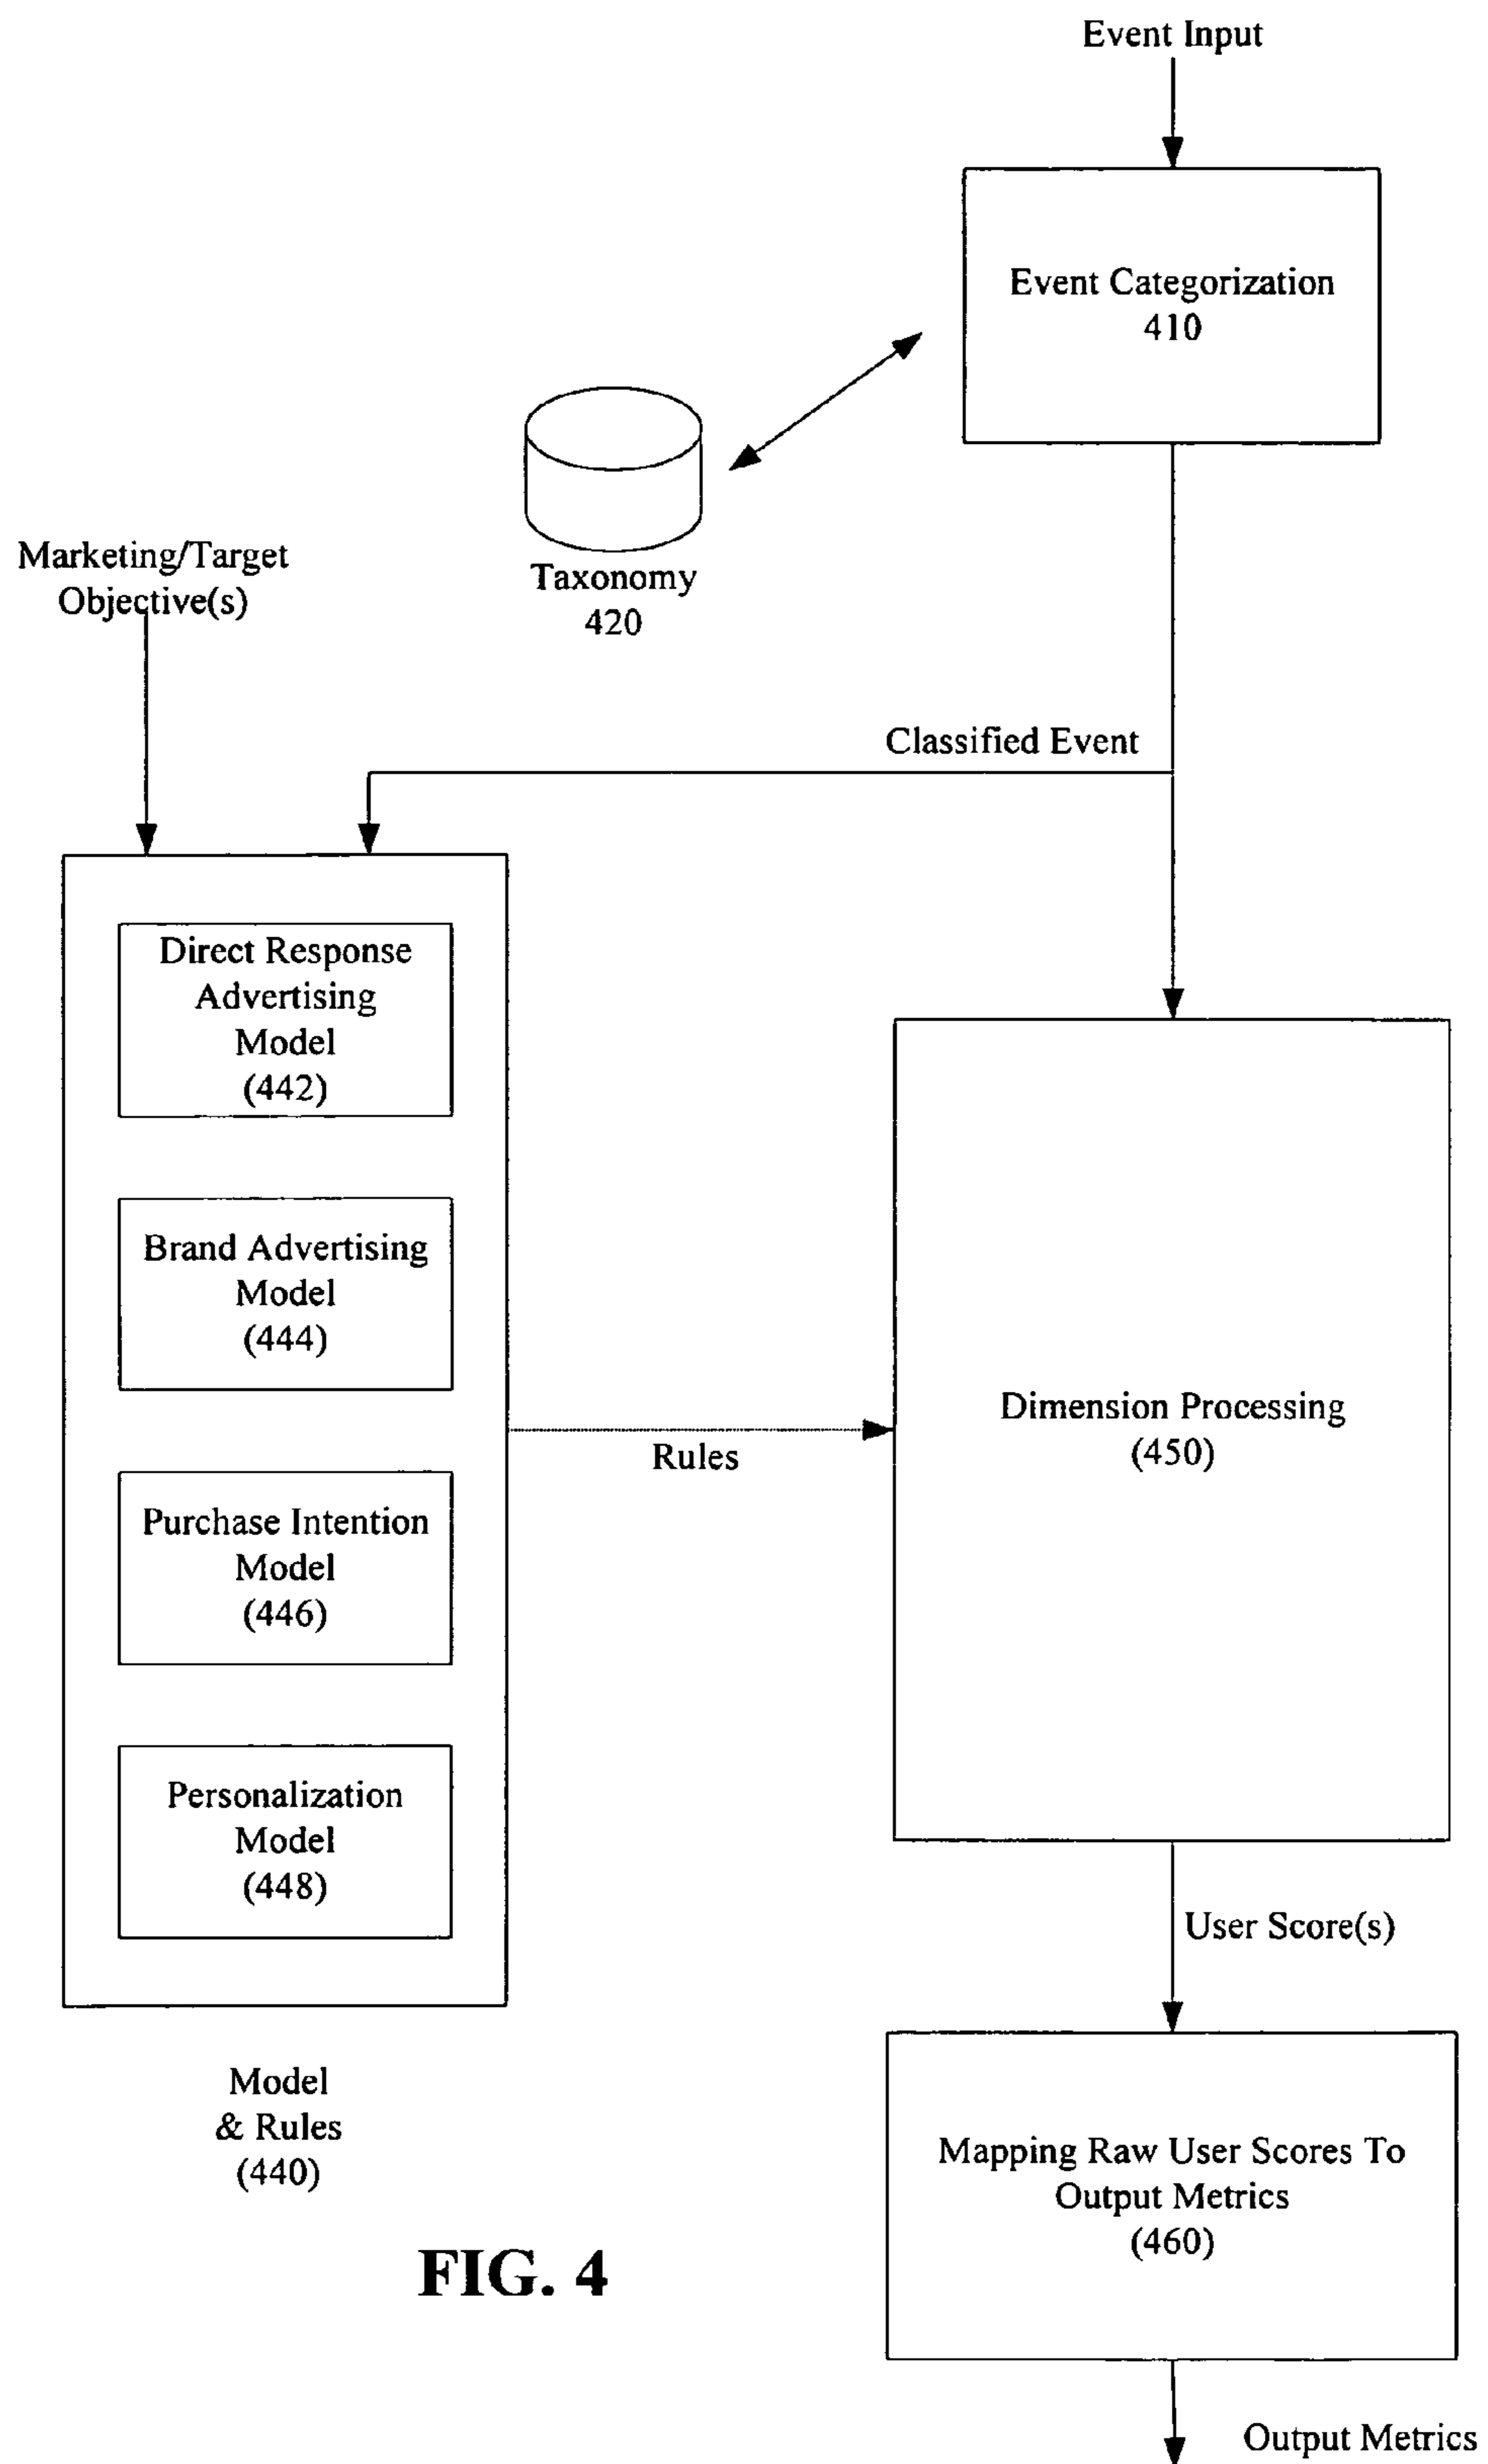 Event Input
Event Categorization
410
Taxonomy
420
Marketing/Target
Objective(s)
Classified Event
Direct Response
Advertising
Model
(442)
Brand Advertising
Model
(444)
Purchase Intention
Model
(446)
Personalization
Model
(448)
Model
& Rules
(440)
Rules
Dimension Processing
(450)
User Score(s)
Mapping Raw User Scores To
Output Metrics
(460)
Output Metrics
FIG. 4